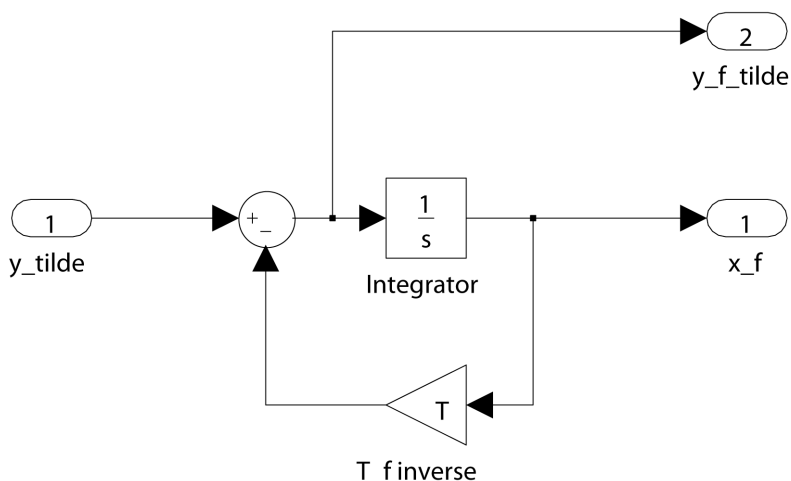 2
y_f_tilde
1
y_tilde
+
_
1
s
Integrator
1
x_f
T
T f inverse